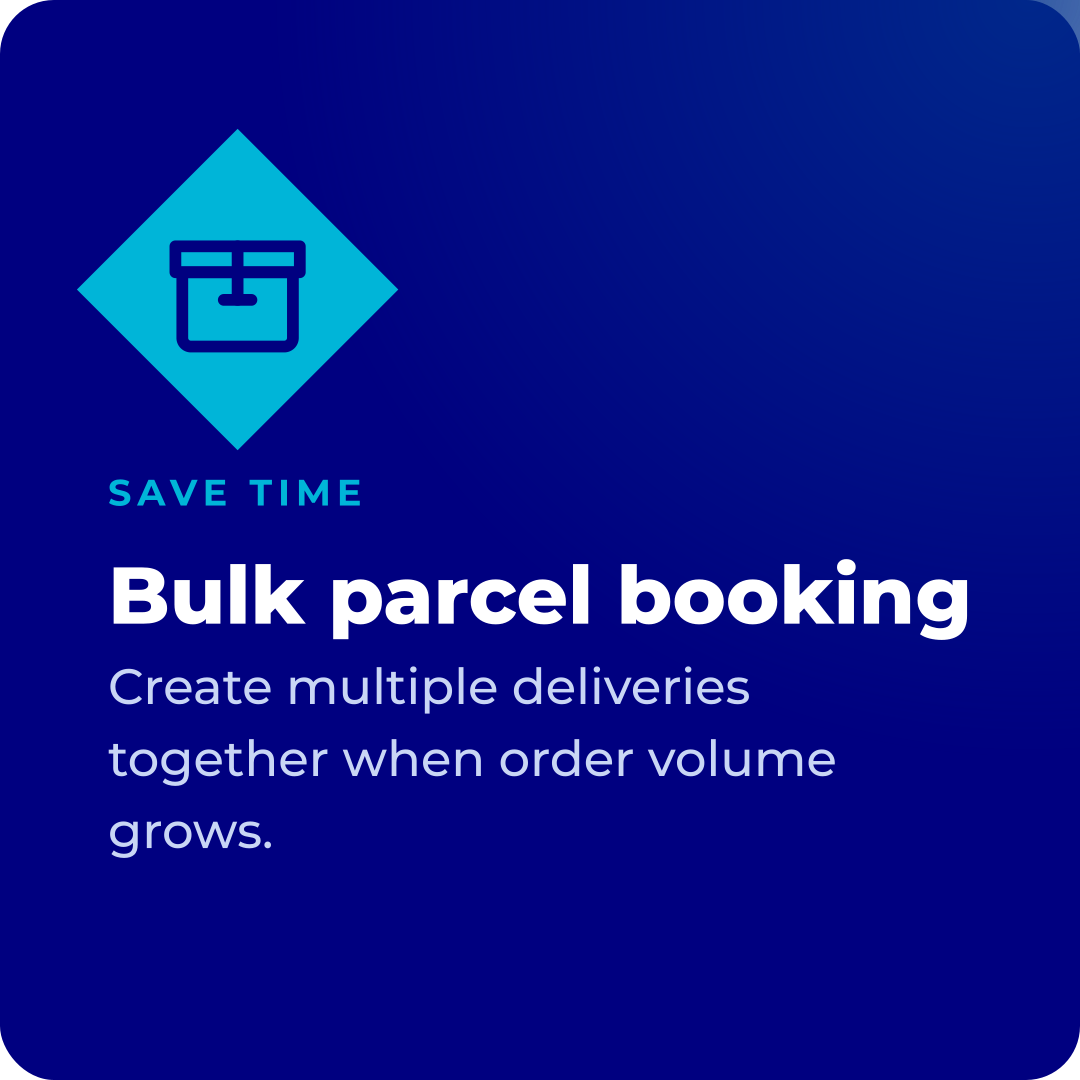 SAVE TIME
Bulk parcel booking
Create multiple deliveries
together when order volume
grows.